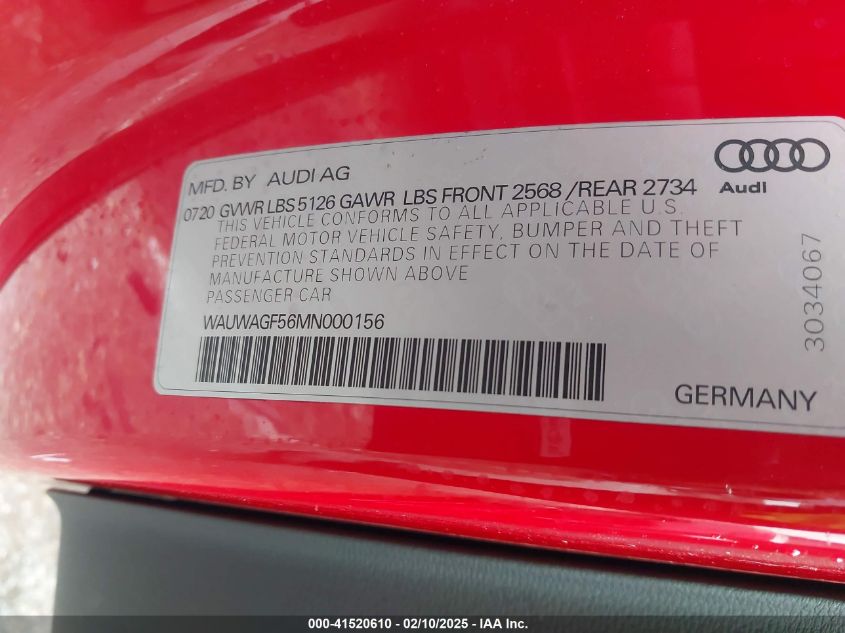 MFD. BY AUDI AG
Audi
0720 GVWR LBS 5126 GAWR LBS FRONT 2568 /REAR 2734
THIS VEHICLE CONFORMS TO ALL APPLICABLE U.S.
FEDERAL MOTOR VEHICLE SAFETY, BUMPER AND THEFT
PREVENTION STANDARDS IN EFFECT ON THE DATE OF
MANUFACTURE SHOWN ABOVE
PASSENGER CAR
WAUWAGF56MN000156
3034067
GERMANY
000-41520610 - 02/10/2025 - IAA Inc.